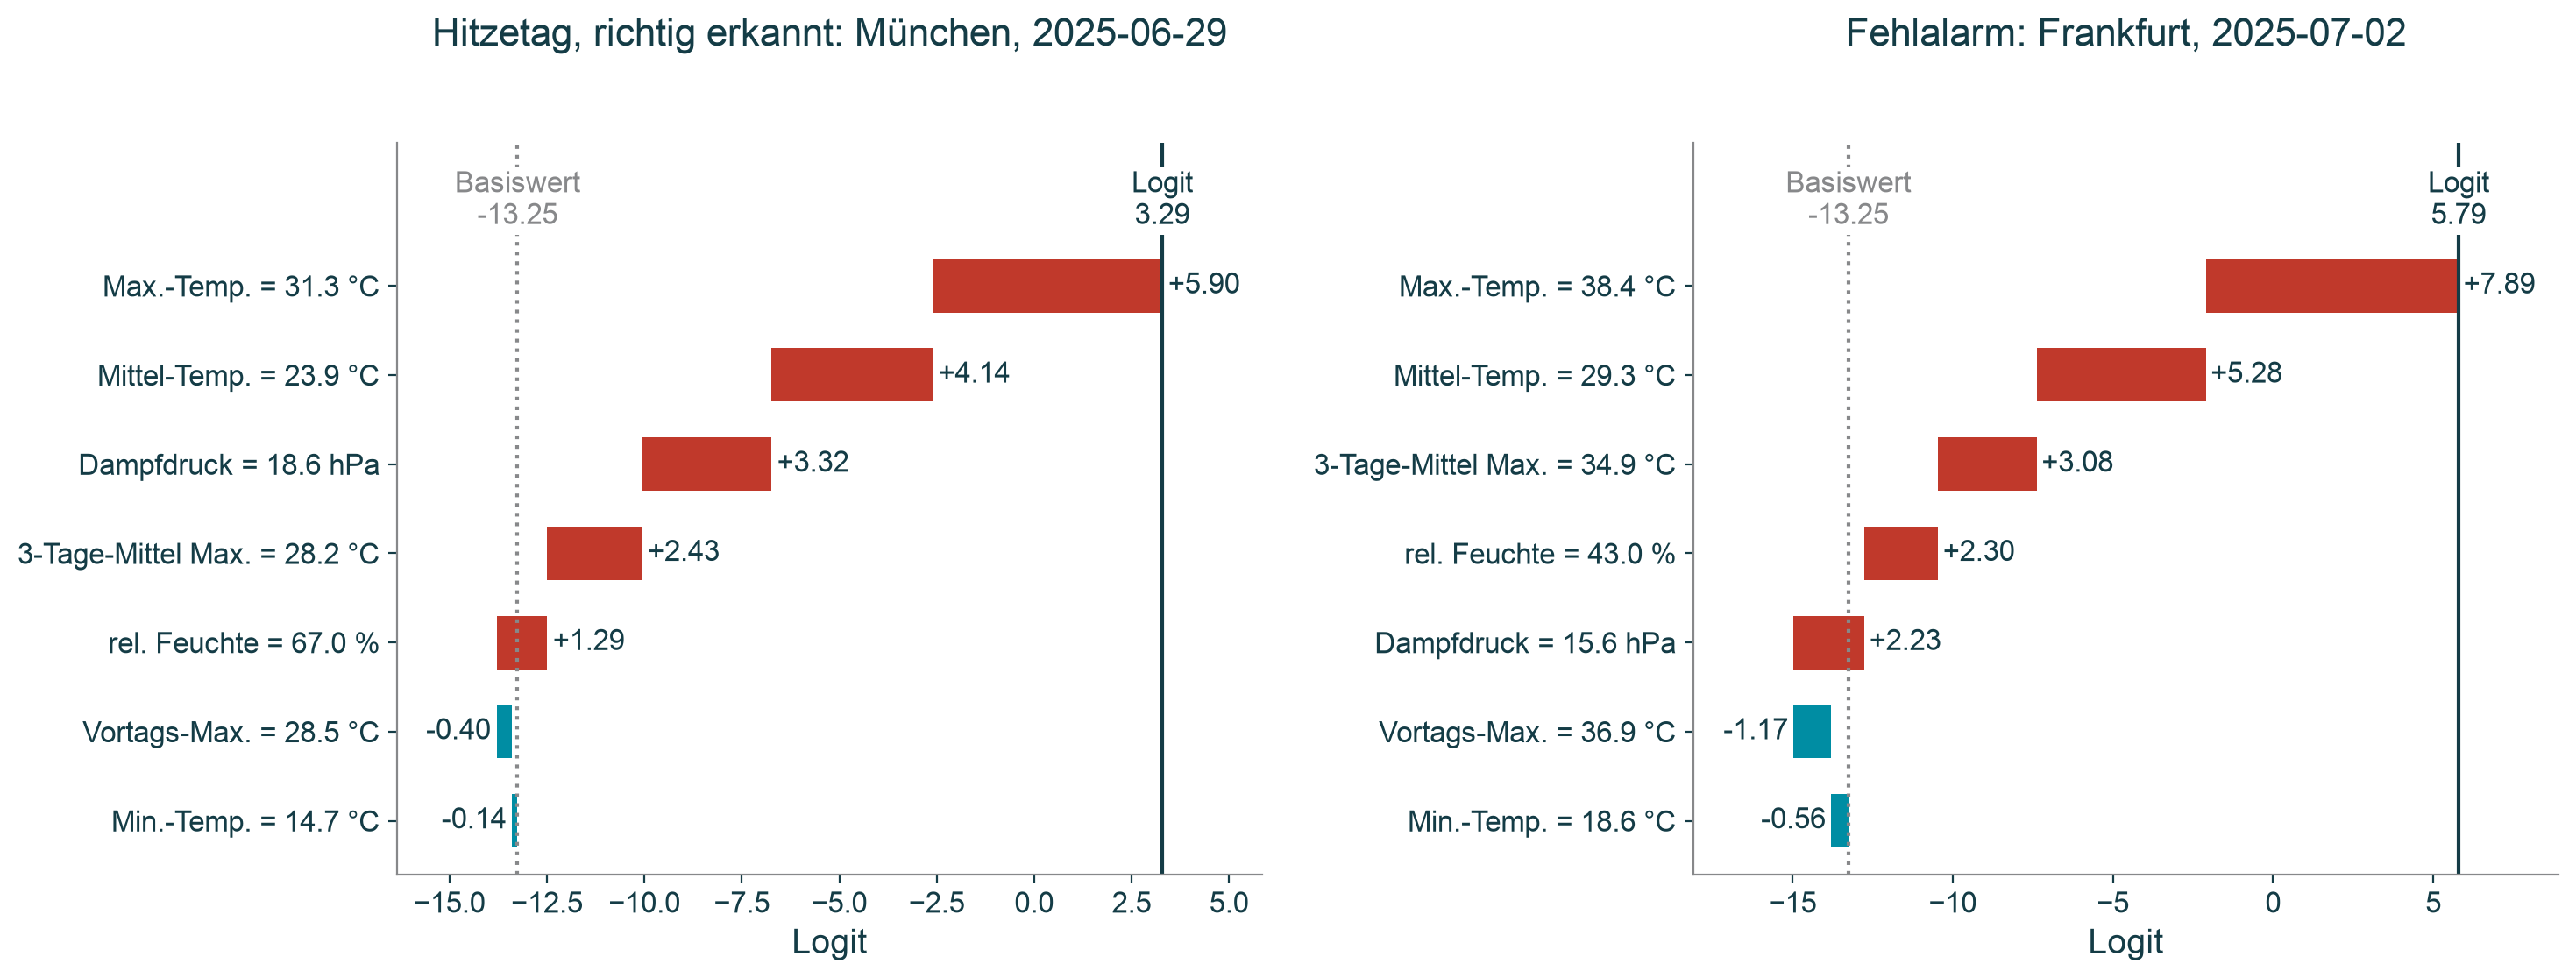 Hitzetag, richtig erkannt: München, 2025-06-29
Basiswert
-13.25
Logit
3.29
Max.-Temp. = 31.3 °C
+5.90
Mittel-Temp. = 23.9 °C
+4.14
Dampfdruck = 18.6 hPa
+3.32
3-Tage-Mittel Max. = 28.2 °C
+2.43
rel. Feuchte = 67.0 %
+1.29
Vortags-Max. = 28.5 °C
-0.40
Min.-Temp. = 14.7 °C
-0.14
−15.0 −12.5 −10.0 −7.5 −5.0 −2.5 0.0 2.5 5.0
Logit
Fehlalarm: Frankfurt, 2025-07-02
Basiswert
-13.25
Logit
5.79
Max.-Temp. = 38.4 °C
+7.89
Mittel-Temp. = 29.3 °C
+5.28
3-Tage-Mittel Max. = 34.9 °C
+3.08
rel. Feuchte = 43.0 %
+2.30
Dampfdruck = 15.6 hPa
+2.23
Vortags-Max. = 36.9 °C
-1.17
Min.-Temp. = 18.6 °C
-0.56
−15 −10 −5 0 5
Logit